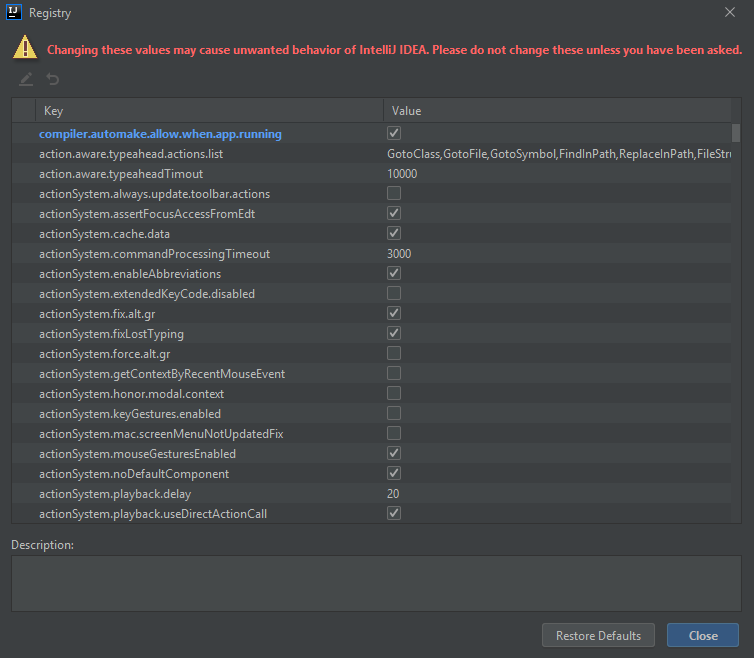 IJ Registry
Changing these values may cause unwanted behavior of IntelliJ IDEA. Please do not change these unless you have been asked.
Key Value
compiler.automake.allow.when.app.running
action.aware.typeahead.actions.list GotoClass,GotoFile,GotoSymbol,FindInPath,ReplaceInPath,FileStru
action.aware.typeaheadTimout 10000
actionSystem.always.update.toolbar.actions
actionSystem.assertFocusAccessFromEdt
actionSystem.cache.data
actionSystem.commandProcessingTimeout 3000
actionSystem.enableAbbreviations
actionSystem.extendedKeyCode.disabled
actionSystem.fix.alt.gr
actionSystem.fixLostTyping
actionSystem.force.alt.gr
actionSystem.getContextByRecentMouseEvent
actionSystem.honor.modal.context
actionSystem.keyGestures.enabled
actionSystem.mac.screenMenuNotUpdatedFix
actionSystem.mouseGesturesEnabled
actionSystem.noDefaultComponent
actionSystem.playback.delay 20
actionSystem.playback.useDirectActionCall
Description:
Restore Defaults Close